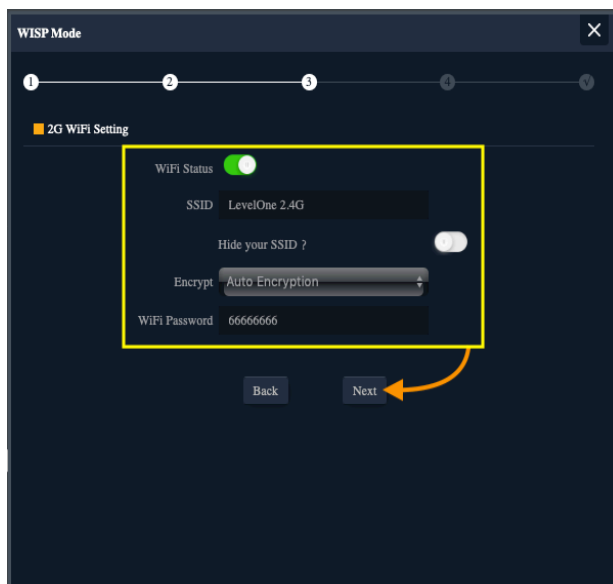 WISP Mode
1 2 3 4 √
2G WiFi Setting
WiFi Status
SSID LevelOne 2.4G
Hide your SSID ?
Encrypt Auto Encryption
WiFi Password 66666666
Back Next